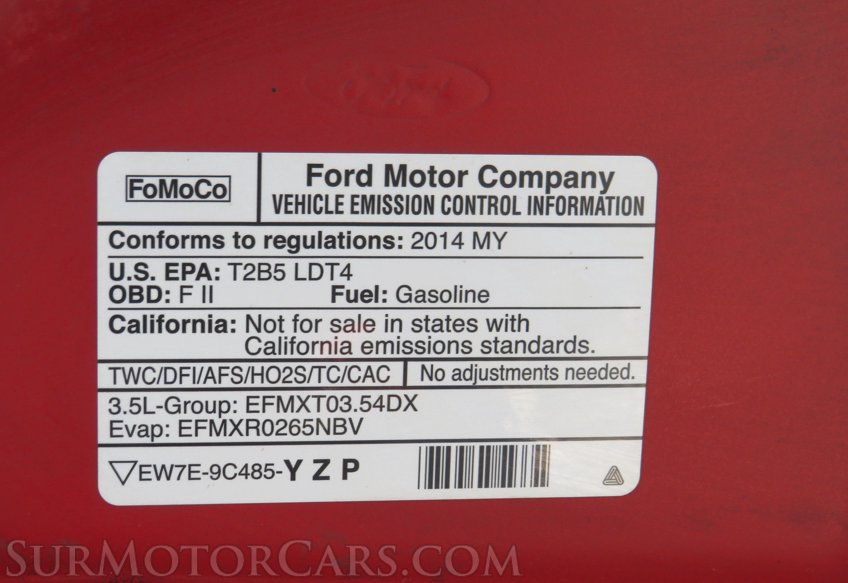 FoMoCo
Ford Motor Company
VEHICLE EMISSION CONTROL INFORMATION
Conforms to regulations: 2014 MY
U.S. EPA: T2B5 LDT4
OBD: F II Fuel: Gasoline
California: Not for sale in states with
California emissions standards.
TWC/DFI/AFS/HO2S/TC/CAC No adjustments needed.
3.5L-Group: EFMXT03.54DX
Evap: EFMXR0265NBV
EW7E-9C485-Y Z P
SURMOTORCARS.COM